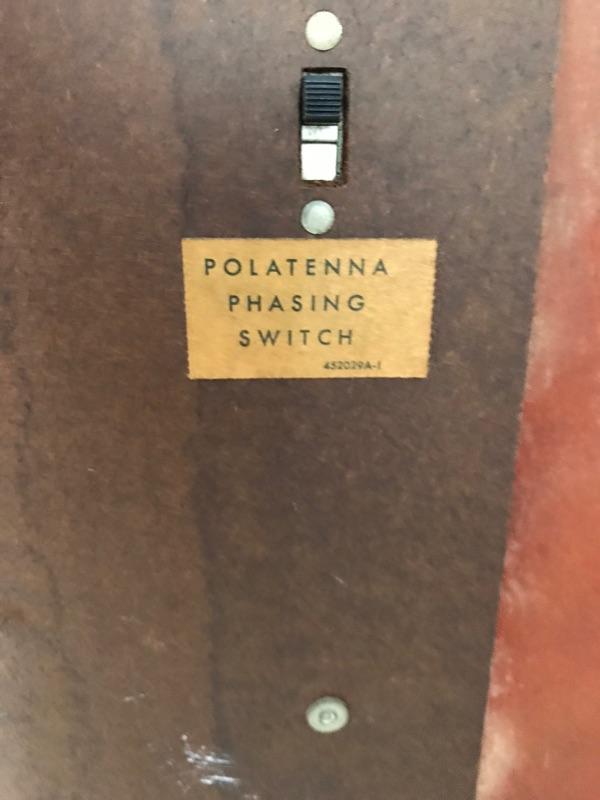 POLATENNA
PHASING
SWITCH
452029A-1